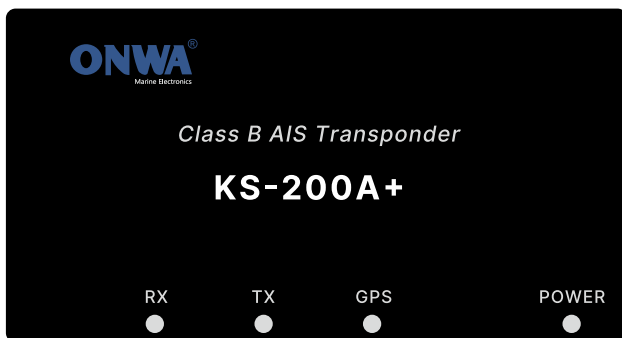 ONWA®
Marine Electronics
Class B AIS Transponder
KS-200A+
RX TX GPS POWER